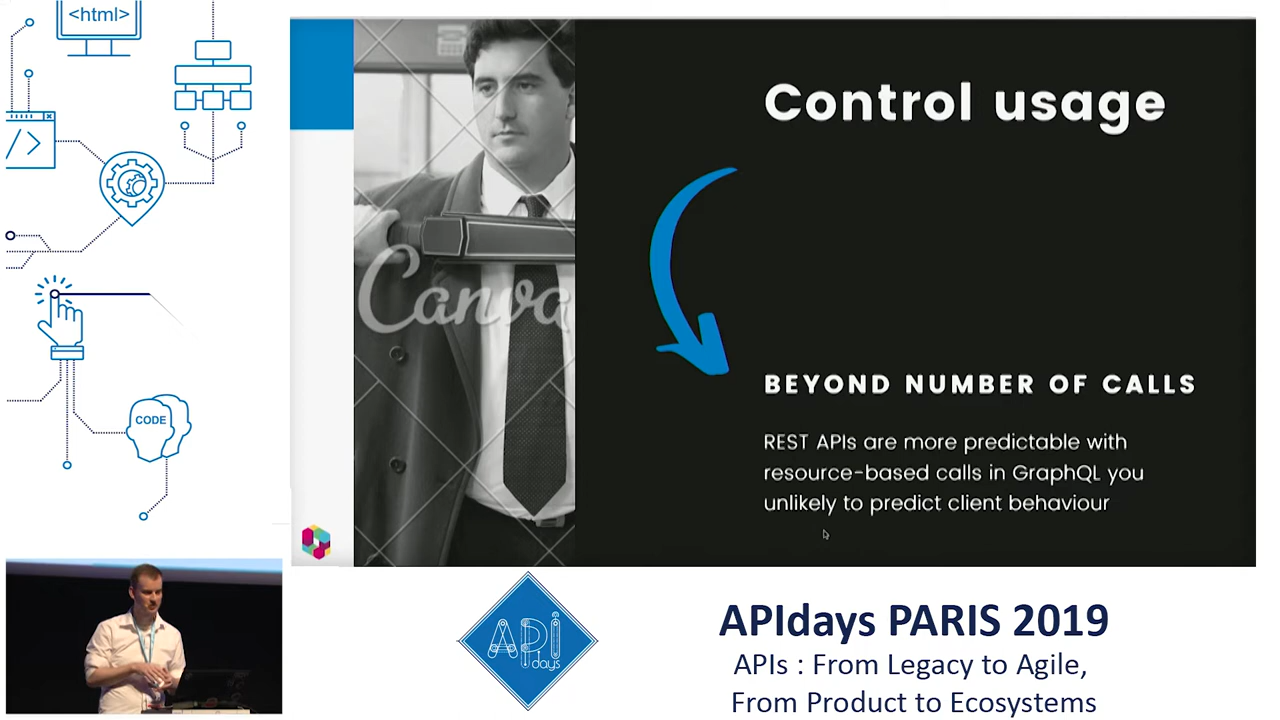 <html>
</>
CODE
Control usage
Canva
BEYOND NUMBER OF CALLS
REST APIs are more predictable with
resource-based calls in GraphQL you
unlikely to predict client behaviour
API
days
APIdays PARIS 2019
APIs : From Legacy to Agile,
From Product to Ecosystems